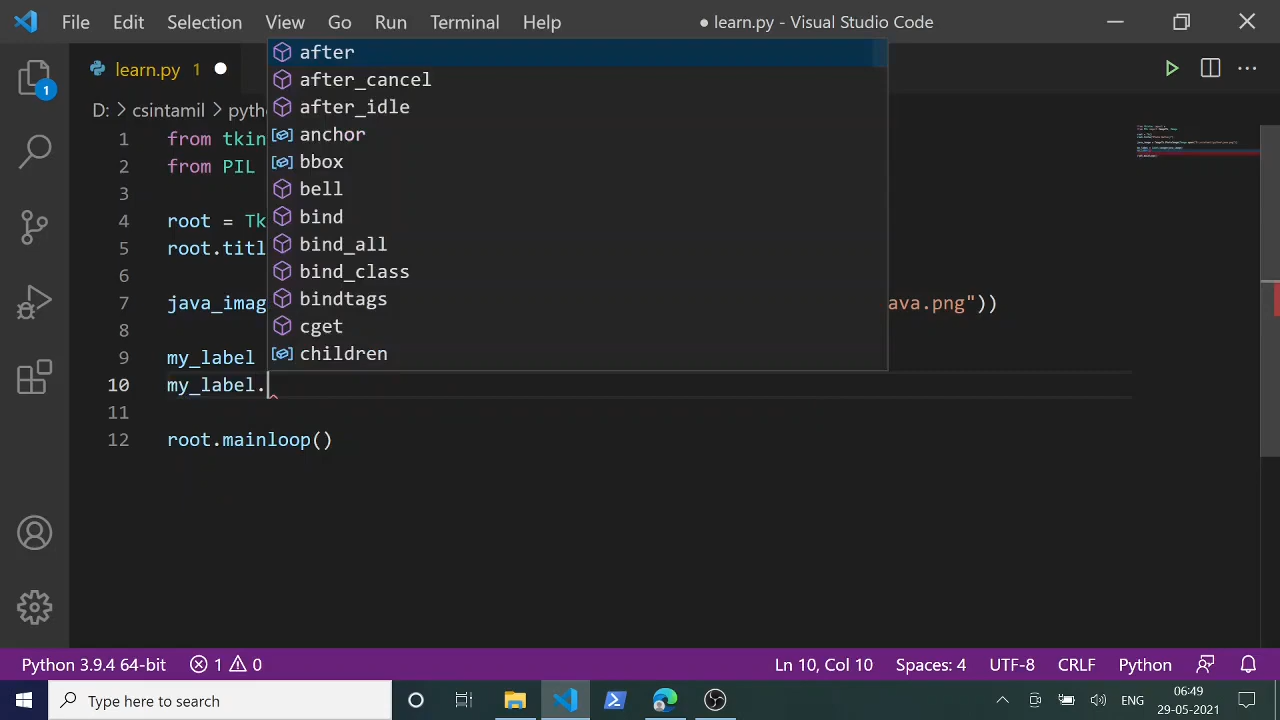 File Edit Selection View Go Run Terminal Help ● learn.py - Visual Studio Code
learn.py 1
D: > csintamil > pytho
1 from tkin
2 from PIL
3
4 root = Tk
5 root.titl
6
7 java_imag ava.png"))
8
9 my_label
10 my_label.
11
12 root.mainloop()
after
after_cancel
after_idle
anchor
bbox
bell
bind
bind_all
bind_class
bindtags
cget
children
1
Python 3.9.4 64-bit 1 0 Ln 10, Col 10 Spaces: 4 UTF-8 CRLF Python
Type here to search ENG 06:49
29-05-2021